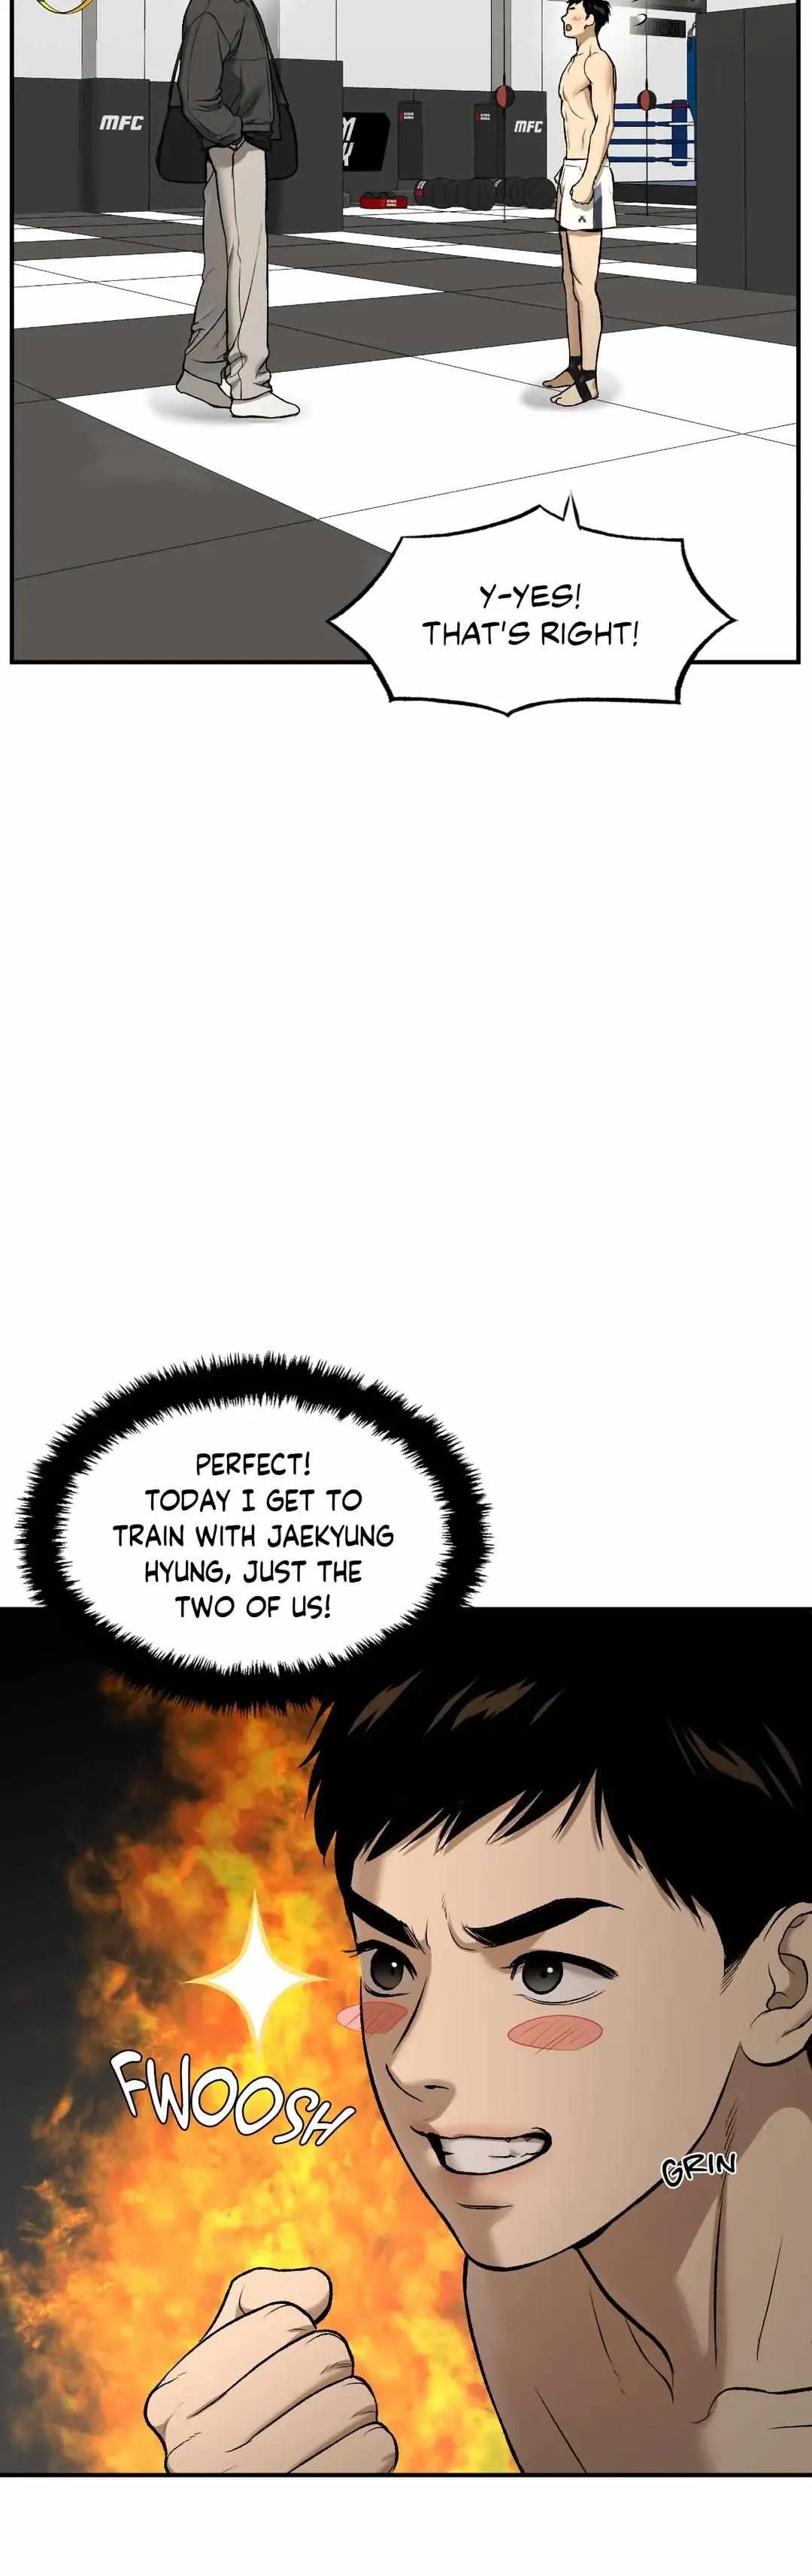 MFC
MFC
Y-YES!
THAT'S RIGHT!
PERFECT!
TODAY I GET TO
TRAIN WITH JAEKYUNG
HYUNG, JUST THE
TWO OF US!
FWOOSH
GRIN